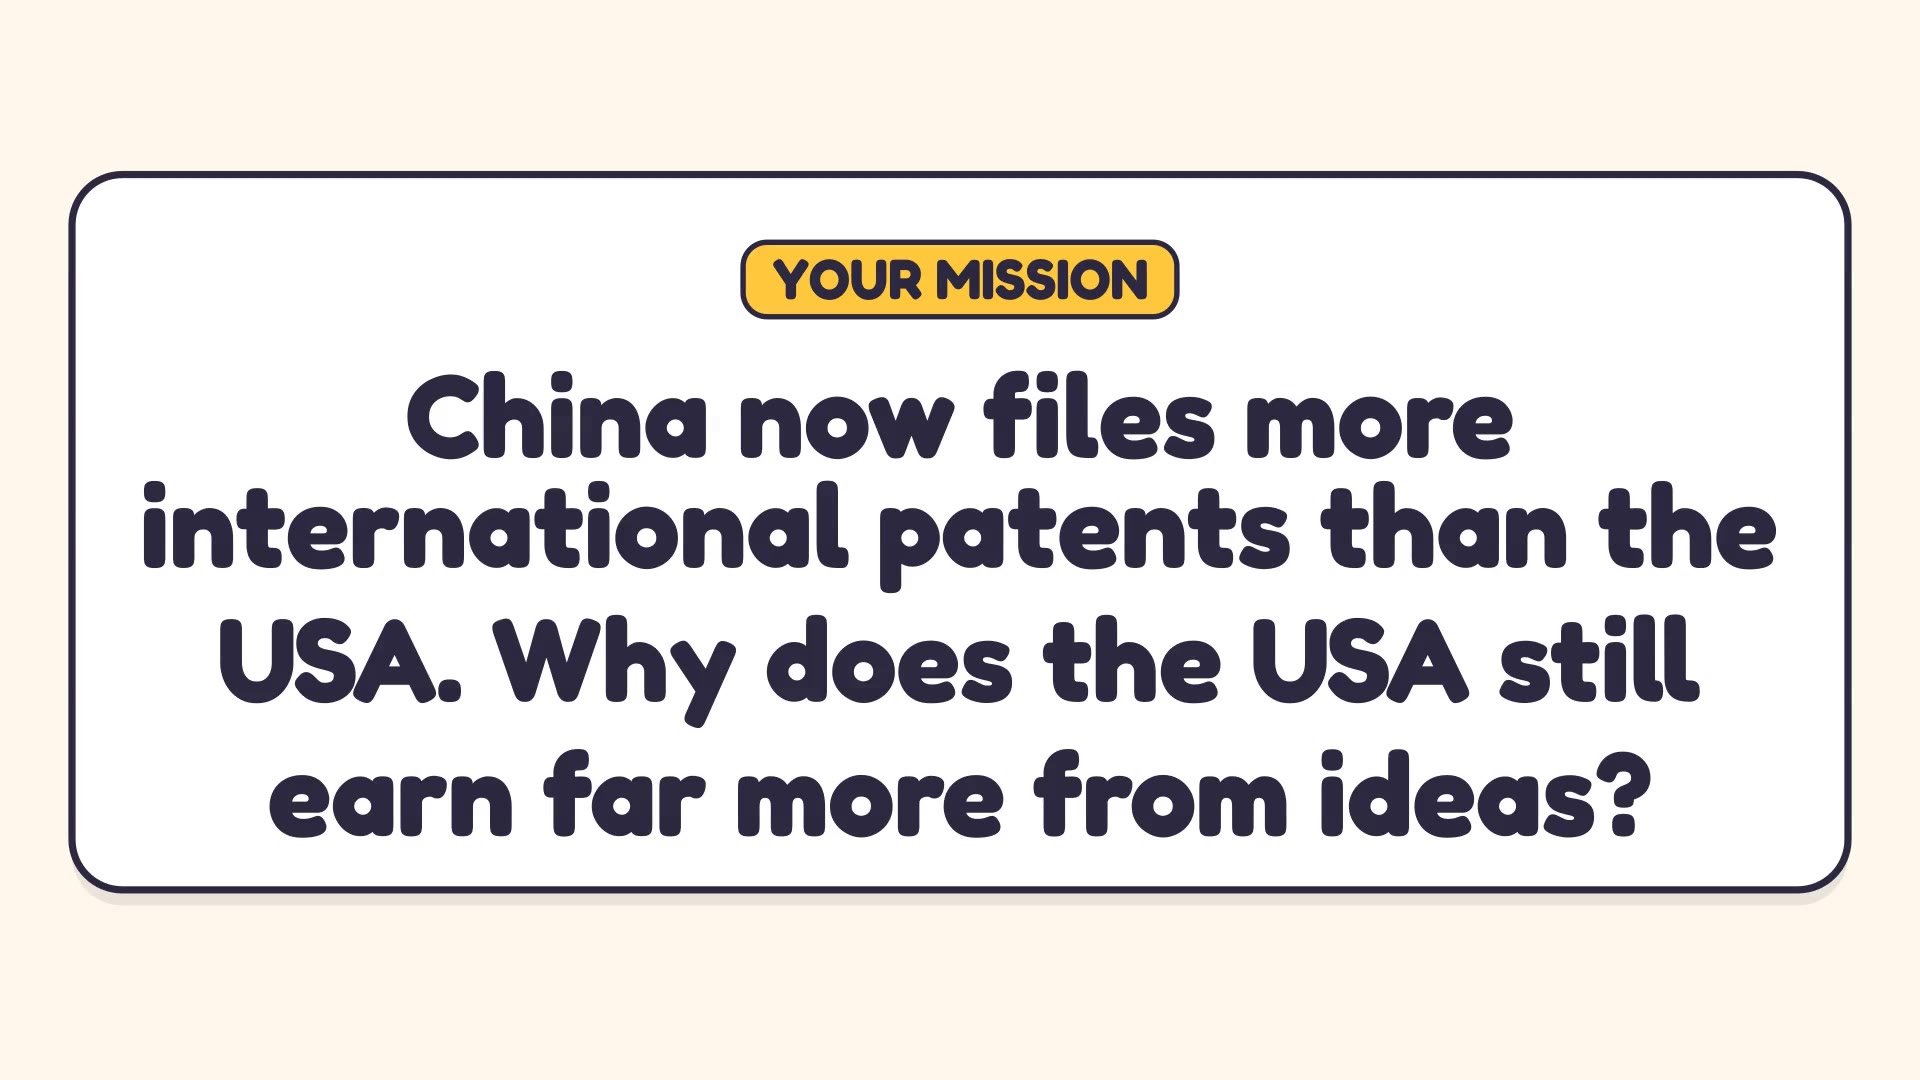 YOUR MISSION
China now files more
international patents than the
USA. Why does the USA still
earn far more from ideas?